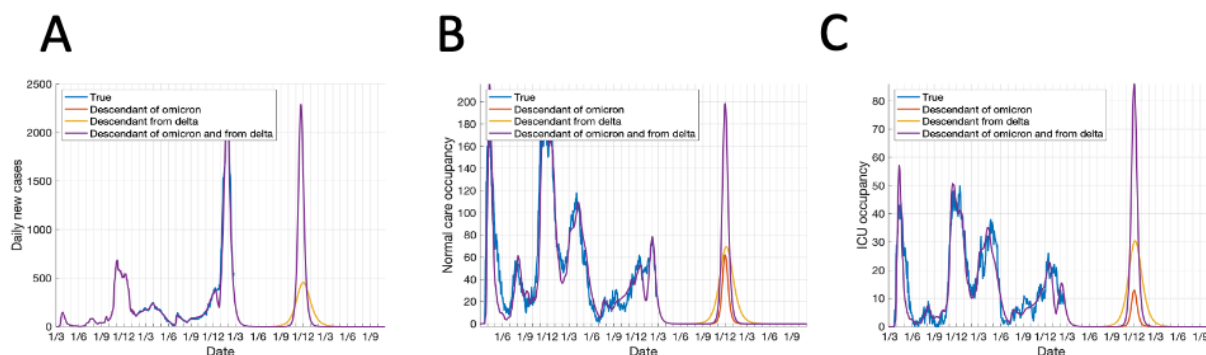 A
B
C
2500
2000
1500
1000
500
0
Daily new cases
True
Descendant of omicron
Descendant from delta
Descendant of omicron and from delta
1/3 1/6 1/9 1/12 1/3 1/6 1/9 1/12 1/3 1/6 1/9 1/12 1/3 1/6 1/9
Date
200
180
160
140
120
100
80
60
40
20
0
Normal care occupancy
True
Descendant of omicron
Descendant from delta
Descendant of omicron and from delta
1/6 1/9 1/12 1/3 1/6 1/9 1/12 1/3 1/6 1/9 1/12 1/3 1/6 1/9
Date
80
70
60
50
40
30
20
10
0
ICU occupancy
True
Descendant of omicron
Descendant from delta
Descendant of omicron and from delta
1/3 1/6 1/9 1/12 1/3 1/6 1/9 1/12 1/3 1/6 1/9 1/12 1/3 1/6 1/9
Date